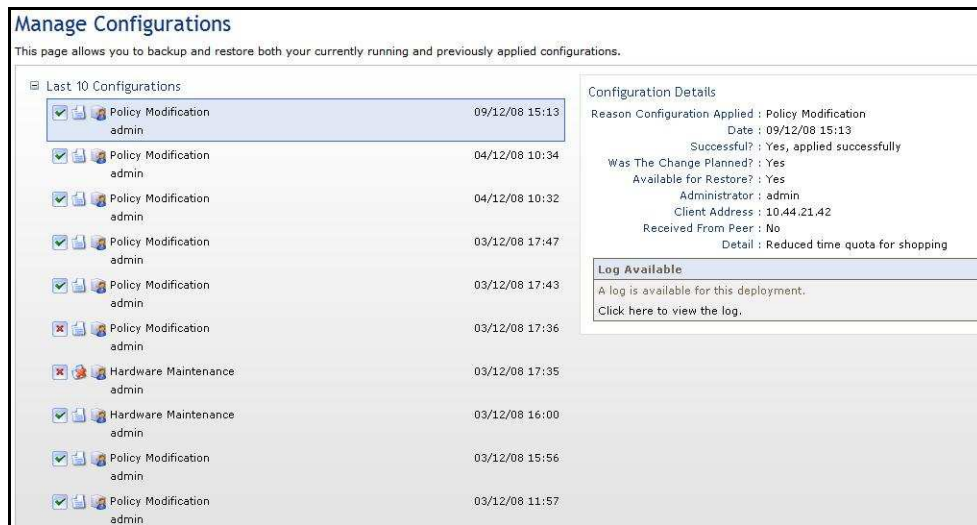 Manage Configurations
This page allows you to backup and restore both your currently running and previously applied configurations.
Last 10 Configurations
Policy Modification 09/12/08 15:13
admin
Policy Modification 04/12/08 10:34
admin
Policy Modification 04/12/08 10:32
admin
Policy Modification 03/12/08 17:47
admin
Policy Modification 03/12/08 17:43
admin
Policy Modification 03/12/08 17:36
admin
Hardware Maintenance 03/12/08 17:35
admin
Hardware Maintenance 03/12/08 16:00
admin
Policy Modification 03/12/08 15:56
admin
Policy Modification 03/12/08 11:57
admin
Configuration Details
Reason Configuration Applied : Policy Modification
Date : 09/12/08 15:13
Successful? : Yes, applied successfully
Was The Change Planned? : Yes
Available for Restore? : Yes
Administrator : admin
Client Address : 10.44.21.42
Received From Peer : No
Detail : Reduced time quota for shopping
Log Available
A log is available for this deployment.
Click here to view the log.